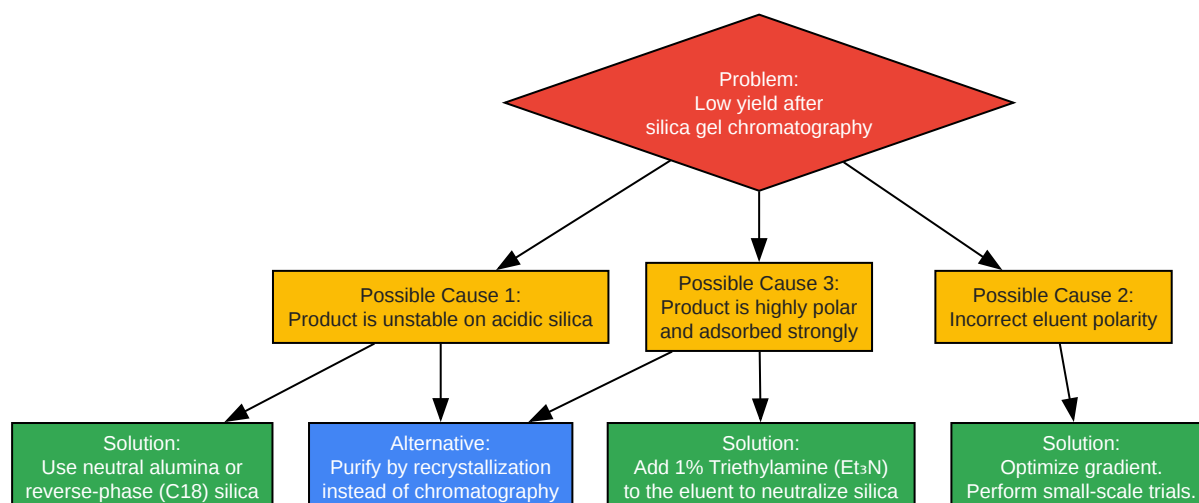 Problem:
Low yield after
silica gel chromatography
Possible Cause 1:
Product is unstable on acidic silica
Possible Cause 3:
Product is highly polar
and adsorbed strongly
Possible Cause 2:
Incorrect eluent polarity
Solution:
Use neutral alumina or
reverse-phase (C18) silica
Alternative:
Purify by recrystallization
instead of chromatography
Solution:
Add 1% Triethylamine (Et₃N)
to the eluent to neutralize silica
Solution:
Optimize gradient.
Perform small-scale trials.